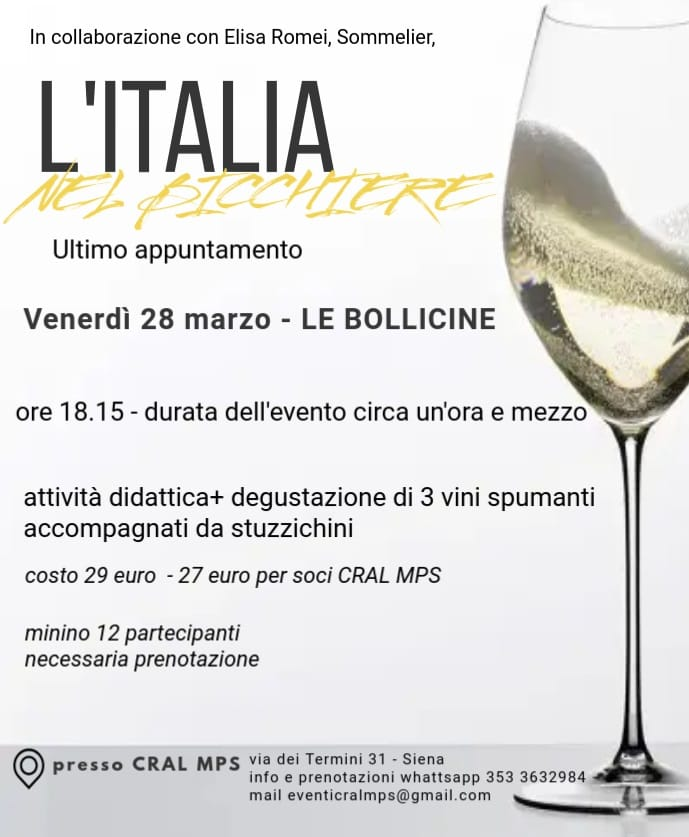 In collaborazione con Elisa Romei, Sommelier,
L'ITALIA
NEL BICCHIERE
Ultimo appuntamento
Venerdì 28 marzo - LE BOLLICINE
ore 18.15 - durata dell'evento circa un'ora e mezzo
attività didattica+ degustazione di 3 vini spumanti
accompagnati da stuzzichini
costo 29 euro - 27 euro per soci CRAL MPS
minino 12 partecipanti
necessaria prenotazione
presso CRAL MPS
via dei Termini 31 - Siena
info e prenotazioni whattsapp 353 3632984 -
mail eventicralmps@gmail.com